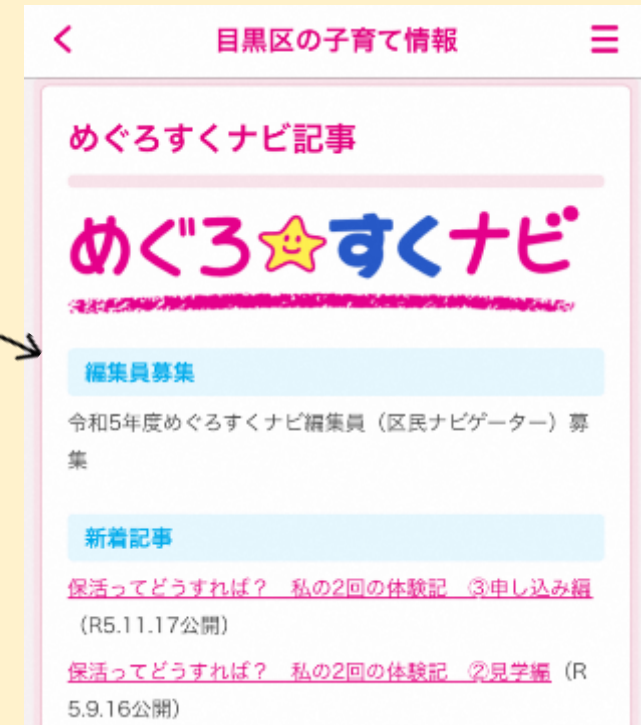 目黒区の子育て情報
めぐろすくナビ記事
めぐろすくナビ
編集員募集
令和5年度めぐろすくナビ編集員（区民ナビゲーター）募
集
新着記事
保活ってどうすれば？　私の2回の体験記　③申し込み編
（R5.11.17公開）
保活ってどうすれば？　私の2回の体験記　②見学編（R
5.9.16公開）